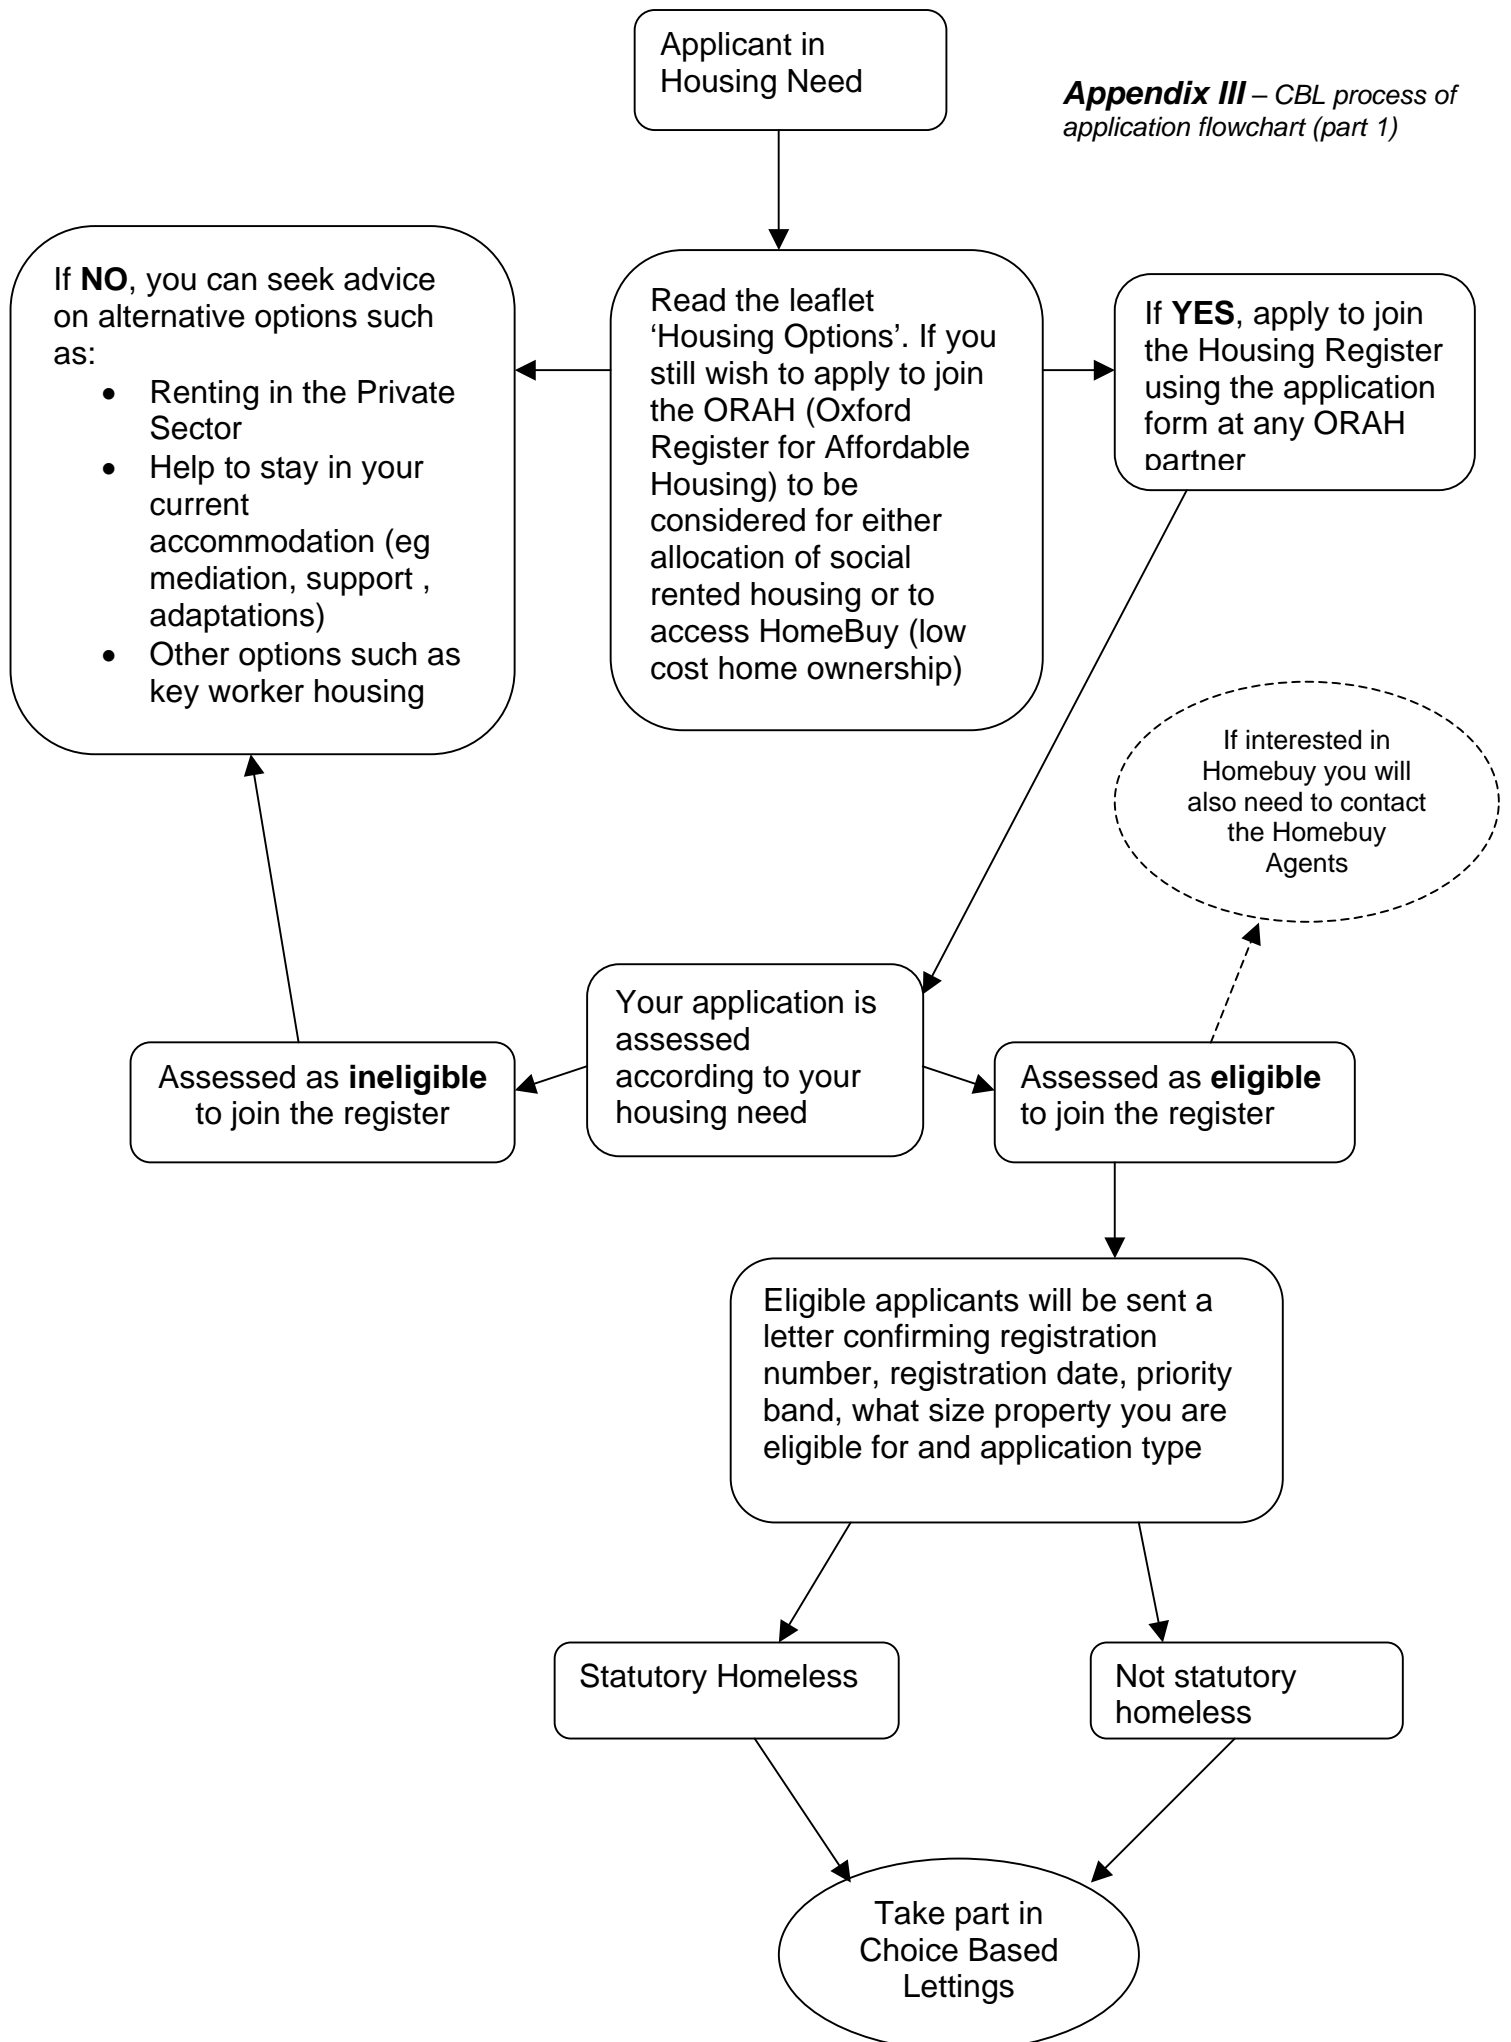 Applicant in
Housing Need
Appendix III – CBL process of
application flowchart (part 1)
If NO, you can seek advice
on alternative options such
as:
• Renting in the Private
Sector
• Help to stay in your
current
accommodation (eg
mediation, support ,
adaptations)
• Other options such as
key worker housing
Read the leaflet
‘Housing Options’. If you
still wish to apply to join
the ORAH (Oxford
Register for Affordable
Housing) to be
considered for either
allocation of social
rented housing or to
access HomeBuy (low
cost home ownership)
If YES, apply to join
the Housing Register
using the application
form at any ORAH
partner
If interested in
Homebuy you will
also need to contact
the Homebuy
Agents
Your application is
assessed
according to your
housing need
Assessed as ineligible
to join the register
Assessed as eligible
to join the register
Eligible applicants will be sent a
letter confirming registration
number, registration date, priority
band, what size property you are
eligible for and application type
Statutory Homeless
Not statutory
homeless
Take part in
Choice Based
Lettings